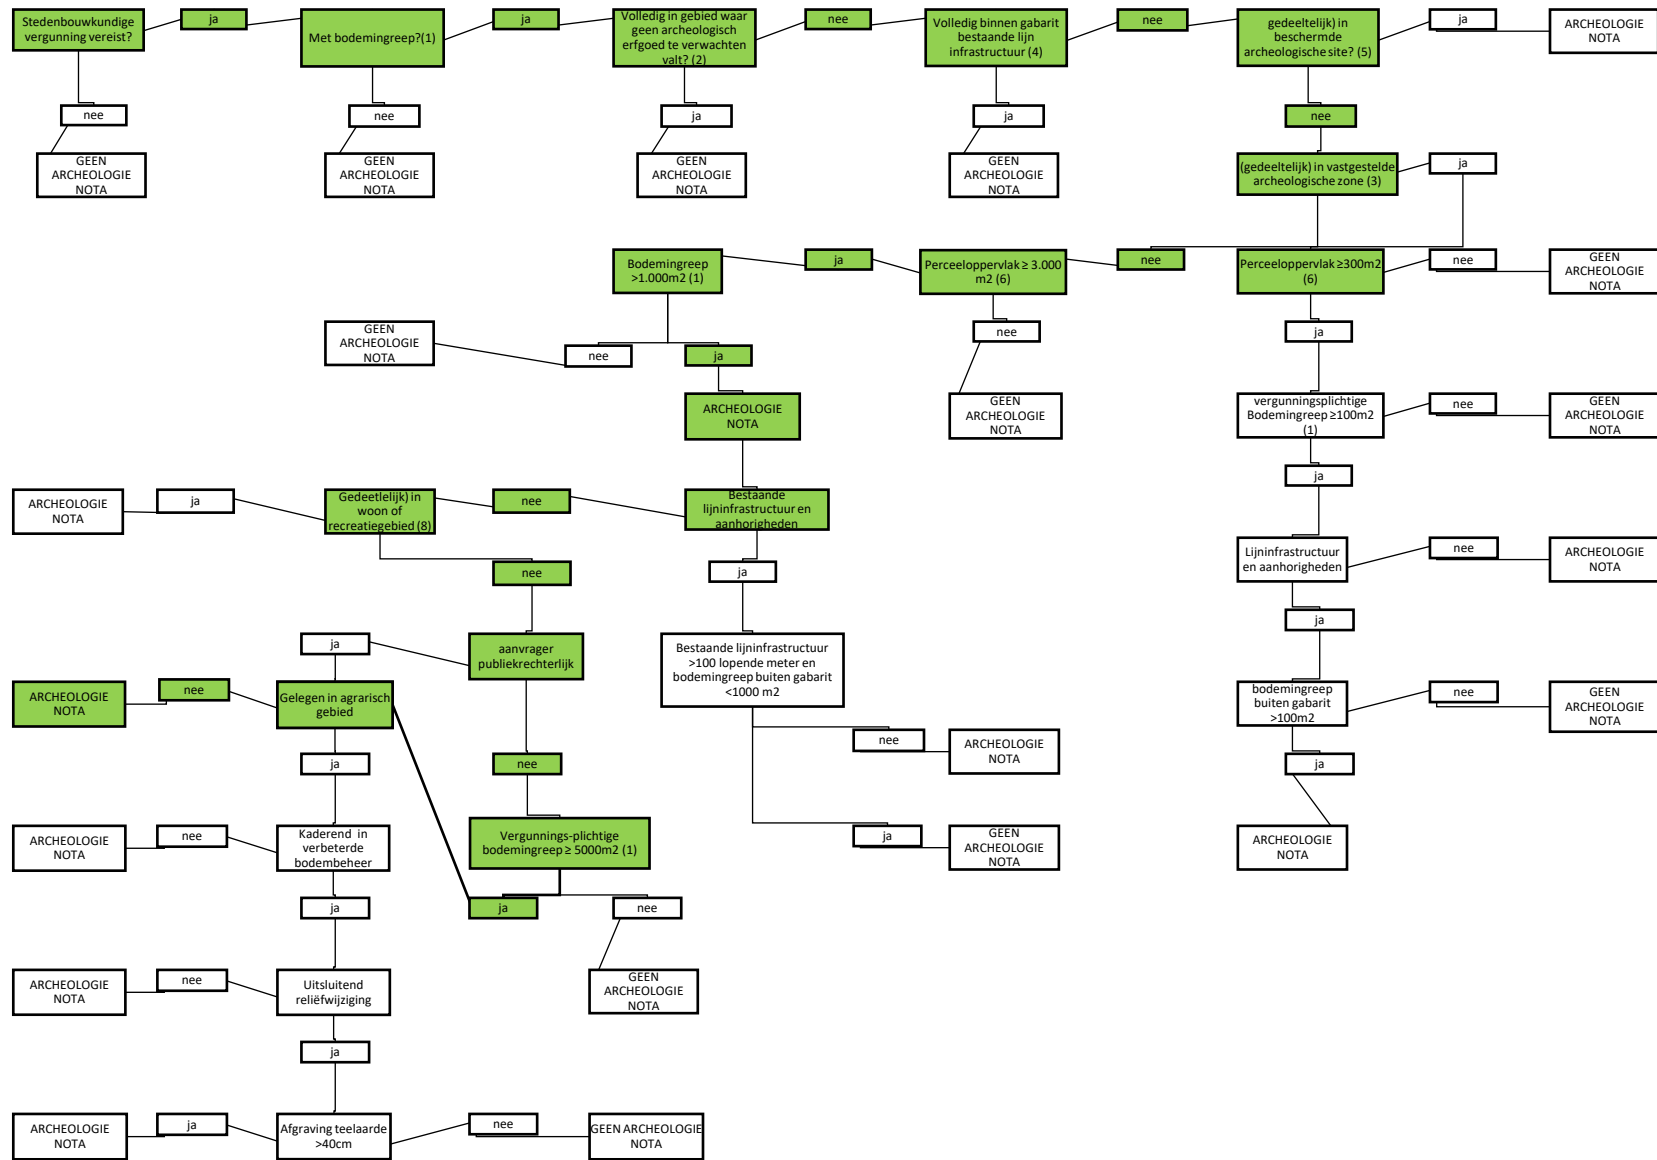 Stedenbouwkundige
vergunning vereist?
ja
Met bodemingreep?(1)
ja
Volledig in gebied waar
geen archeologisch
erfgoed te verwachten
valt? (2)
nee
Volledig binnen gabarit
bestaande lijn
infrastructuur (4)
nee
gedeeltelijk) in
beschermde
archeologische site? (5)
ja
ARCHEOLOGIE
NOTA
nee
nee
ja
ja
nee
GEEN
ARCHEOLOGIE
NOTA
GEEN
ARCHEOLOGIE
NOTA
GEEN
ARCHEOLOGIE
NOTA
GEEN
ARCHEOLOGIE
NOTA
(gedeeltelijk) in vastgestelde
archeologische zone (3)
ja
Bodemingreep
>1.000m2 (1)
ja
Perceeloppervlak ≥ 3.000
m2 (6)
nee
Perceeloppervlak ≥300m2
(6)
nee
GEEN
ARCHEOLOGIE
NOTA
GEEN
ARCHEOLOGIE
NOTA
nee
ja
nee
ja
ARCHEOLOGIE
NOTA
GEEN
ARCHEOLOGIE
NOTA
vergunningsplichtige
Bodemingreep ≥100m2
(1)
nee
GEEN
ARCHEOLOGIE
NOTA
ja
ARCHEOLOGIE
NOTA
ja
Gedeetlelijk) in
woon of
recreatiegebied (8)
nee
Bestaande
lijninfrastructuur en
aanhorigheden
nee
ja
Lijninfrastructuur
en aanhorigheden
nee
ARCHEOLOGIE
NOTA
ja
ja
aanvrager
publiekrechterlijk
Bestaande lijninfrastructuur
>100 lopende meter en
bodemingreep buiten gabarit
<1000 m2
ARCHEOLOGIE
NOTA
nee
Gelegen in agrarisch
gebied
bodemingreep
buiten gabarit
>100m2
nee
GEEN
ARCHEOLOGIE
NOTA
ja
nee
nee
ARCHEOLOGIE
NOTA
ja
ARCHEOLOGIE
NOTA
nee
Kaderend in
verbeterde
bodembeheer
Vergunnings-plichtige
bodemingreep ≥ 5000m2 (1)
ja
GEEN
ARCHEOLOGIE
NOTA
ARCHEOLOGIE
NOTA
ja
ja
nee
ARCHEOLOGIE
NOTA
nee
Uitsluitend
reliëfwijziging
GEEN
ARCHEOLOGIE
NOTA
ja
ARCHEOLOGIE
NOTA
ja
Afgraving teelaarde
>40cm
nee
GEEN ARCHEOLOGIE
NOTA